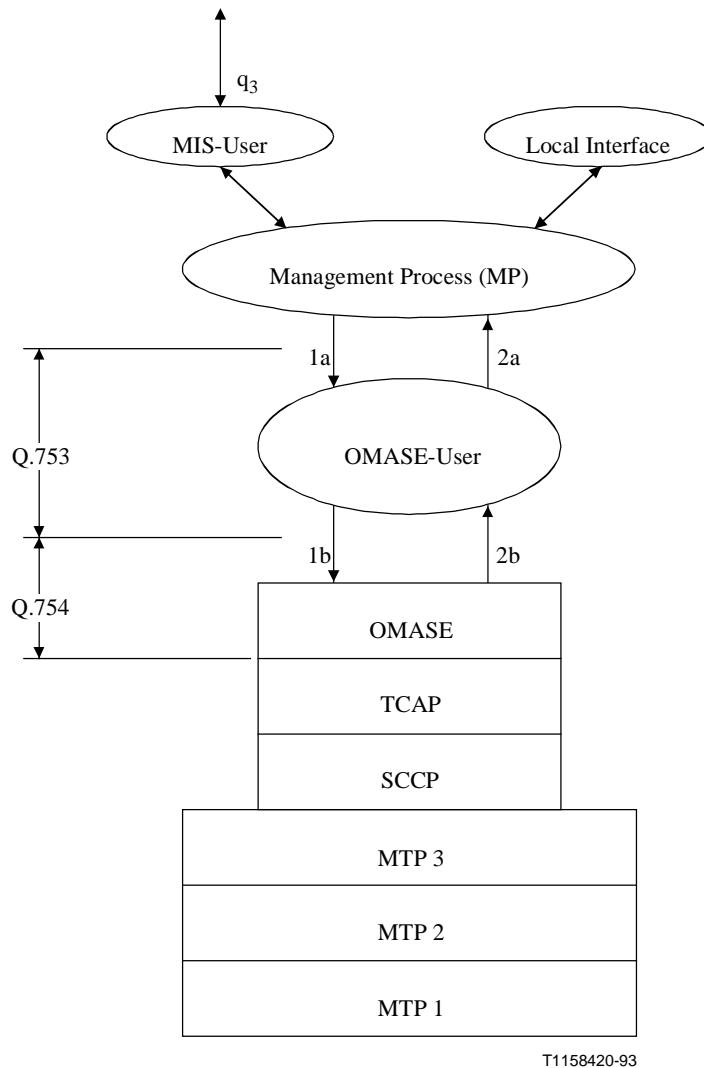 q3
MIS-User
Local Interface
Management Process (MP)
1a
2a
Q.753
OMASE-User
1b
2b
Q.754
OMASE
TCAP
SCCP
MTP 3
MTP 2
MTP 1
T1158420-93